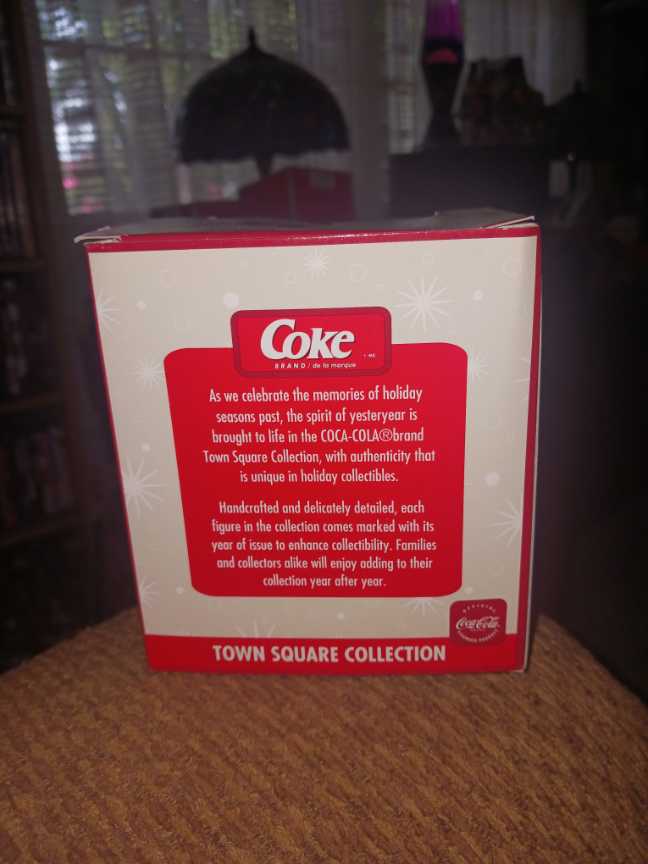 Coke
BRAND / de la marque
As we celebrate the memories of holiday
seasons past, the spirit of yesteryear is
brought to life in the COCA-COLA®brand
Town Square Collection, with authenticity that
is unique in holiday collectibles.
Handcrafted and delicately detailed, each
figure in the collection comes marked with its
year of issue to enhance collectibility. Families
and collectors alike will enjoy adding to their
collection year after year.
OFFICIAL
Coca-Cola
LICENSED PRODUCT
TOWN SQUARE COLLECTION